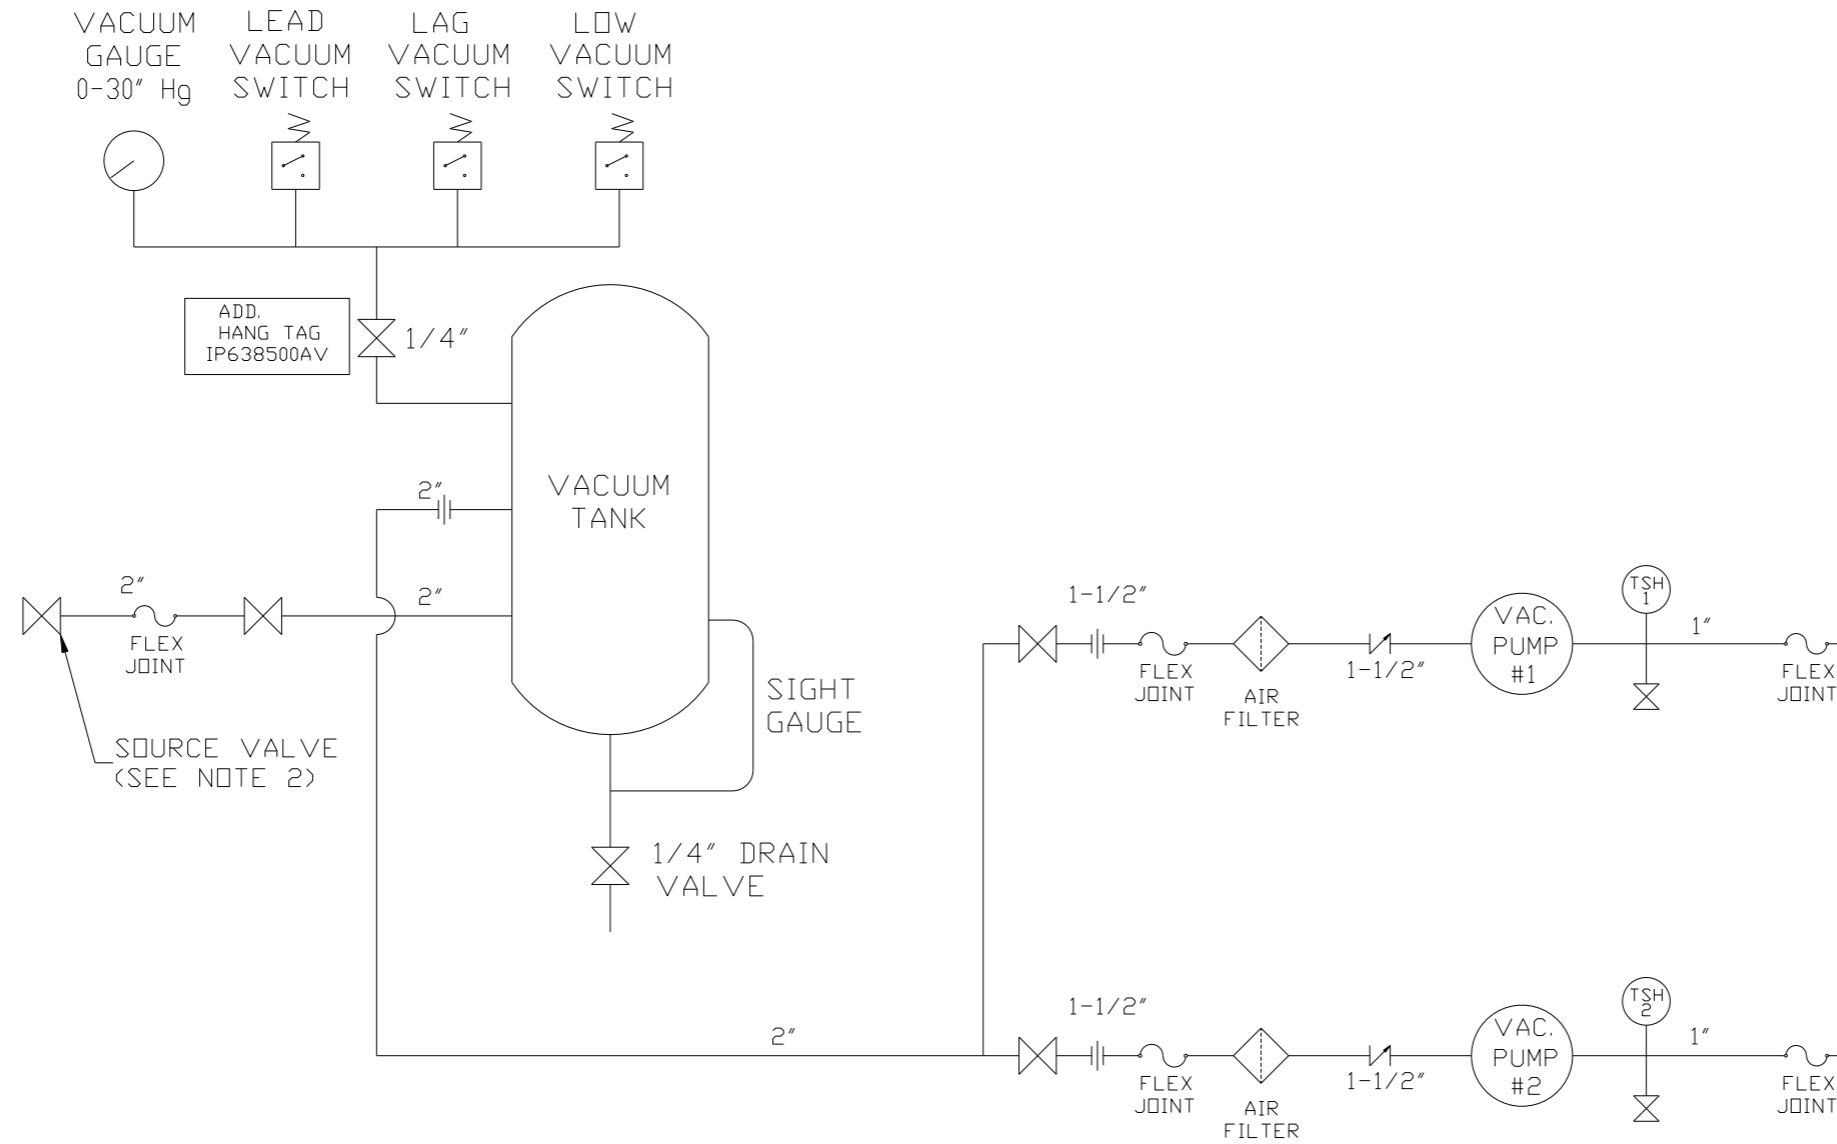 VACUUM
GAUGE
0-30" Hg
LEAD
VACUUM
SWITCH
LAG
VACUUM
SWITCH
LOW
VACUUM
SWITCH
ADD.
HANG TAG
IP638500AV
1/4"
VACUUM
TANK
2"
2"
FLEX
JOINT
2"
SOURCE VALVE
(SEE NOTE 2)
SIGHT
GAUGE
1/4" DRAIN
VALVE
2"
1-1/2"
FLEX
JOINT
AIR
FILTER
1-1/2"
VAC.
PUMP
#1
TSH
1
1"
FLEX
JOINT
1-1/2"
FLEX
JOINT
AIR
FILTER
1-1/2"
VAC.
PUMP
#2
TSH
2
1"
FLEX
JOINT